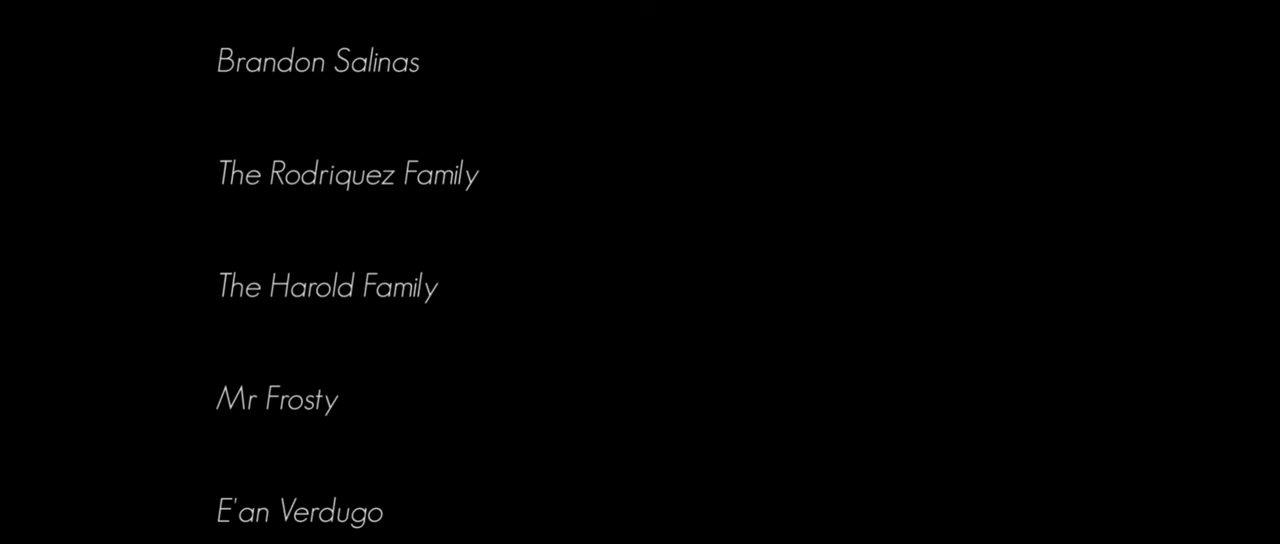 Brandon Salinas
The Rodriquez Family
The Harold Family
Mr Frosty
E'an Verdugo